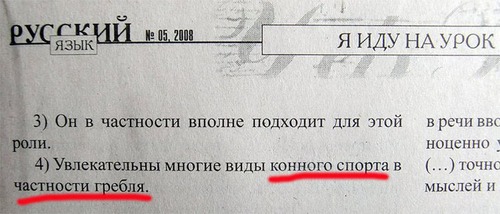 РУССКИЙ
ЯЗЫК
№ 05, 2008
Я ИДУ НА УРОК
3) Он в частности вполне подходит для этой
роли.
4) Увлекательны многие виды конного спорта в
частности гребля.
в речи
ноценно
(…) точно
мыслей и